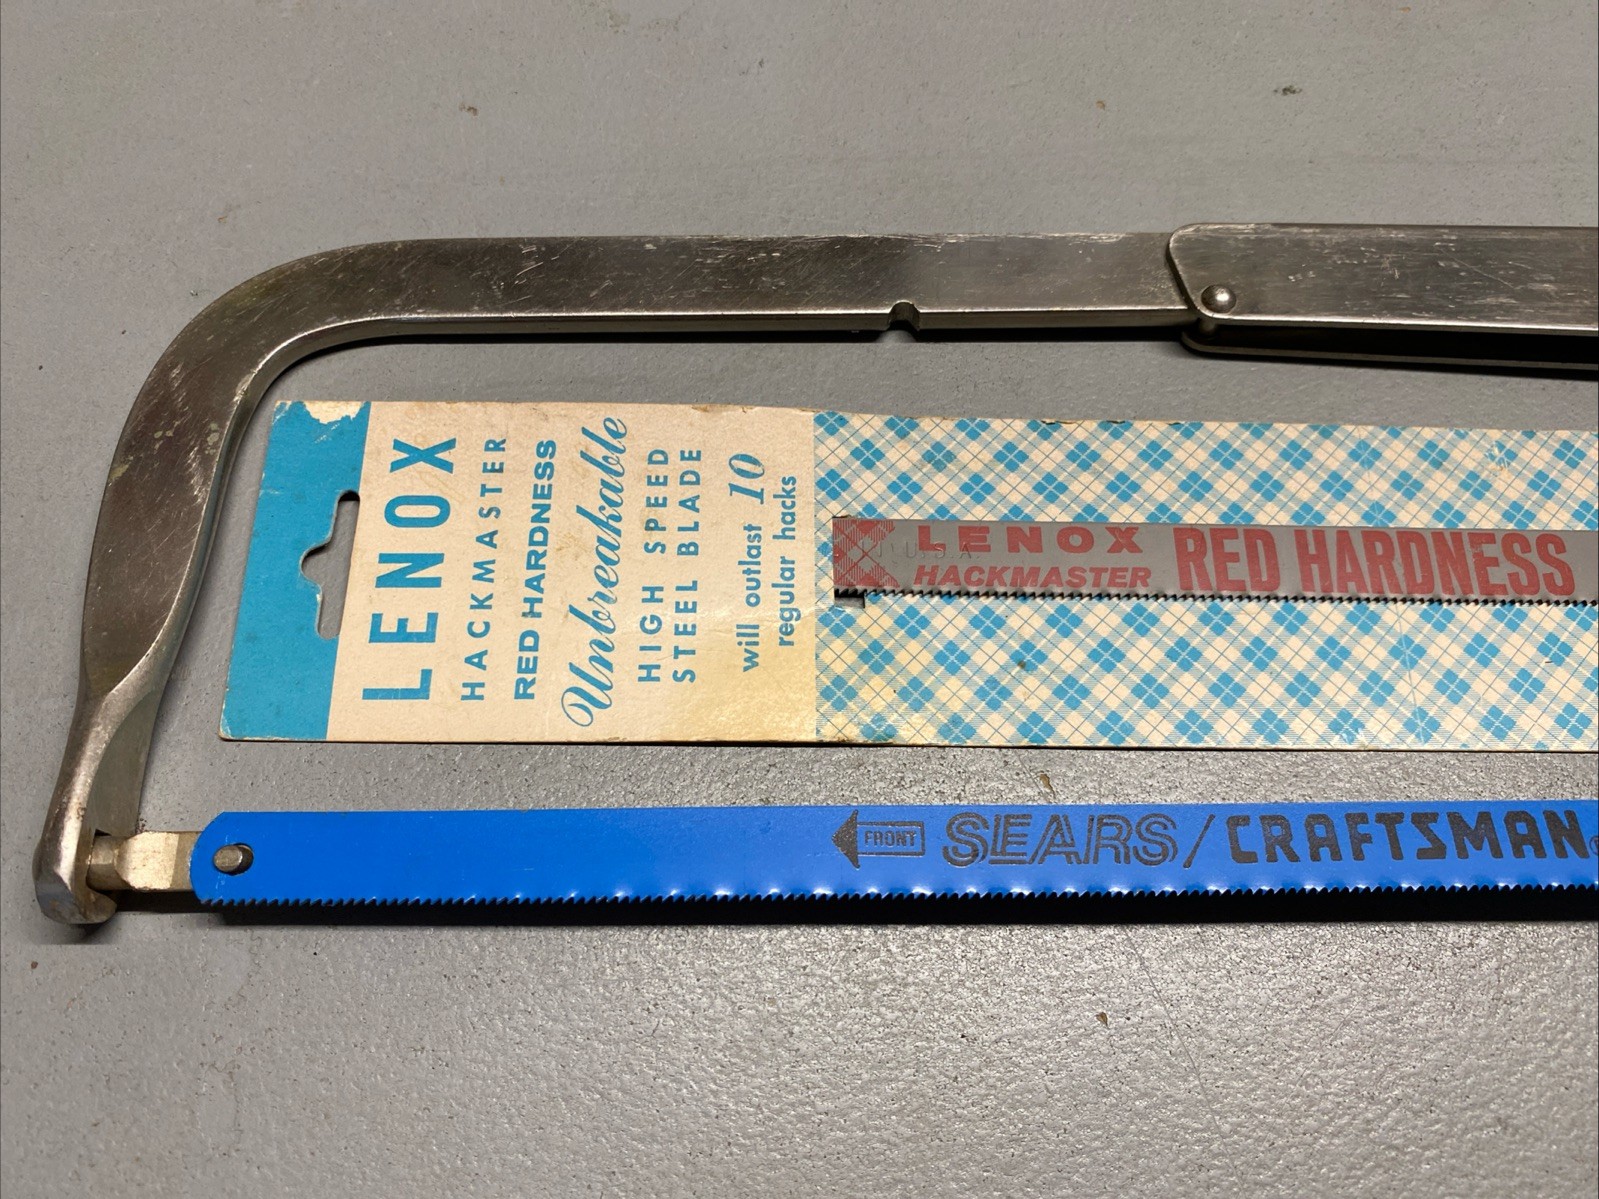 LENOX
HACKMASTER
RED HARDNESS
Unbreakable
HIGH SPEED
STEEL BLADE
will outlast 10
regular hacks
U.S.A.
LENOX
HACKMASTER
RED HARDNESS
FRONT
SEARS/CRAFTSMAN®